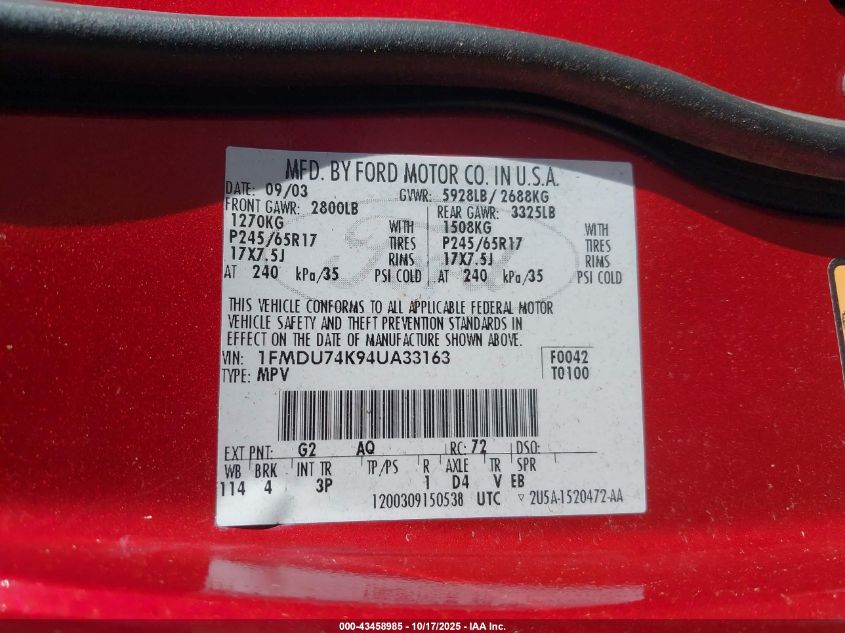 MFD. BY FORD MOTOR CO. IN U.S.A.
DATE: 09/03 GVWR: 5928LB / 2688KG
FRONT GAWR: 2800LB REAR GAWR: 3325LB
1270KG WITH 1508KG WITH
P245/65R17 TIRES P245/65R17 TIRES
17X7.5J RIMS 17X7.5J RIMS
AT 240 kPa/35 PSI COLD AT 240 kPa/35 PSI COLD
Ford
THIS VEHICLE CONFORMS TO ALL APPLICABLE FEDERAL MOTOR
VEHICLE SAFETY AND THEFT PREVENTION STANDARDS IN
EFFECT ON THE DATE OF MANUFACTURE SHOWN ABOVE.
VIN: 1FMDU74K94UA33163 F0042
TYPE: MPV T0100
EXT PNT: G2 AQ RC: 72 DSO:
WB BRK INT TR TP/PS R AXLE TR SPR
114 4 3P 1 D4 V EB
1200309150538 UTC ▽ 2U5A-1520472-AA
000-43458985 - 10/17/2025 - IAA Inc.